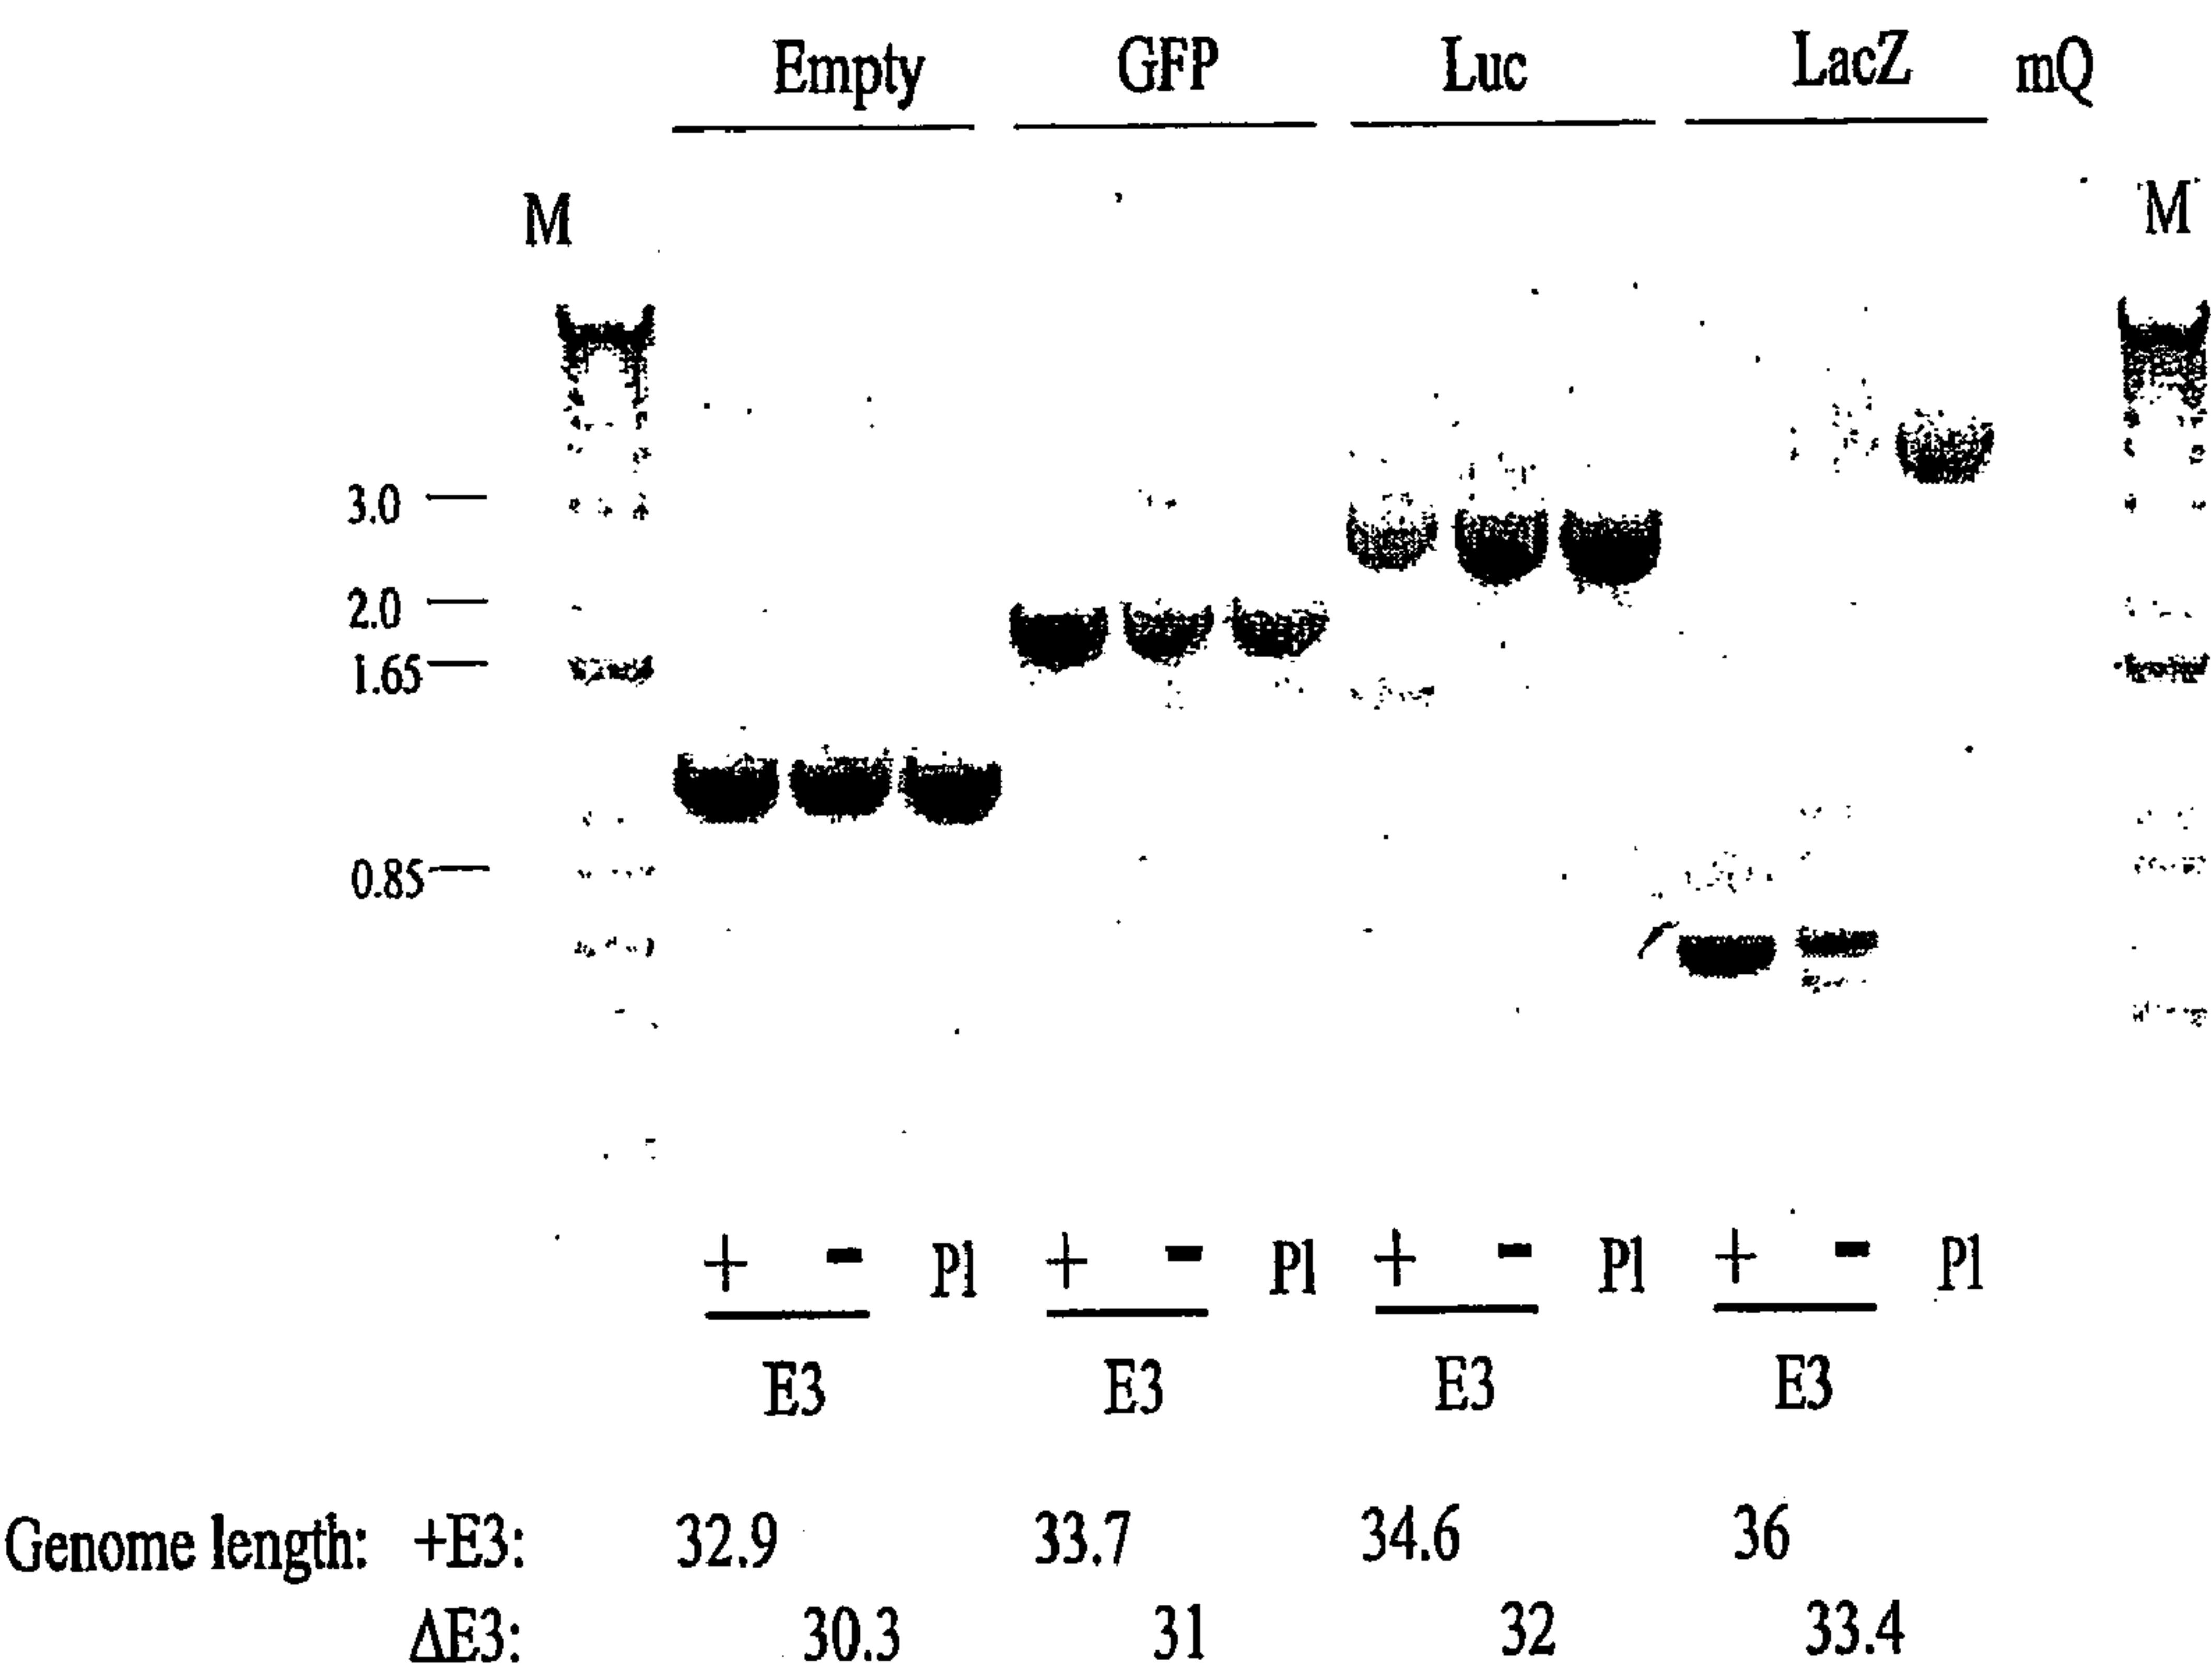 Empty GFP Luc LacZ mQ
M M
3.0
2.0
1.65
0.85
+ - Pl + - Pl + - Pl + - Pl
E3 E3 E3 E3
Genome length: +E3: 32.9 33.7 34.6 36
ΔE3: 30.3 31 32 33.4